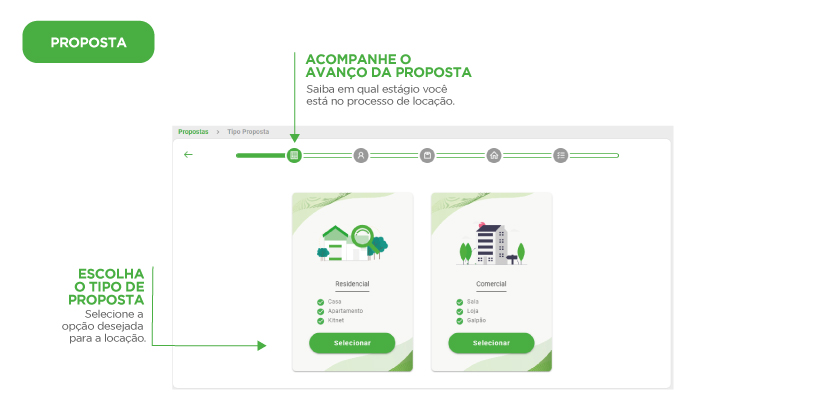 PROPOSTA
ACOMPANHE O
AVANÇO DA PROPOSTA
Saiba em qual estágio você
está no processo de locação.
Propostas > Tipo Proposta
ESCOLHA
O TIPO DE
PROPOSTA
Selecione a
opção desejada
para a locação.
Residencial
Casa
Apartamento
Kitnet
Selecionar
Comercial
Sala
Loja
Galpão
Selecionar